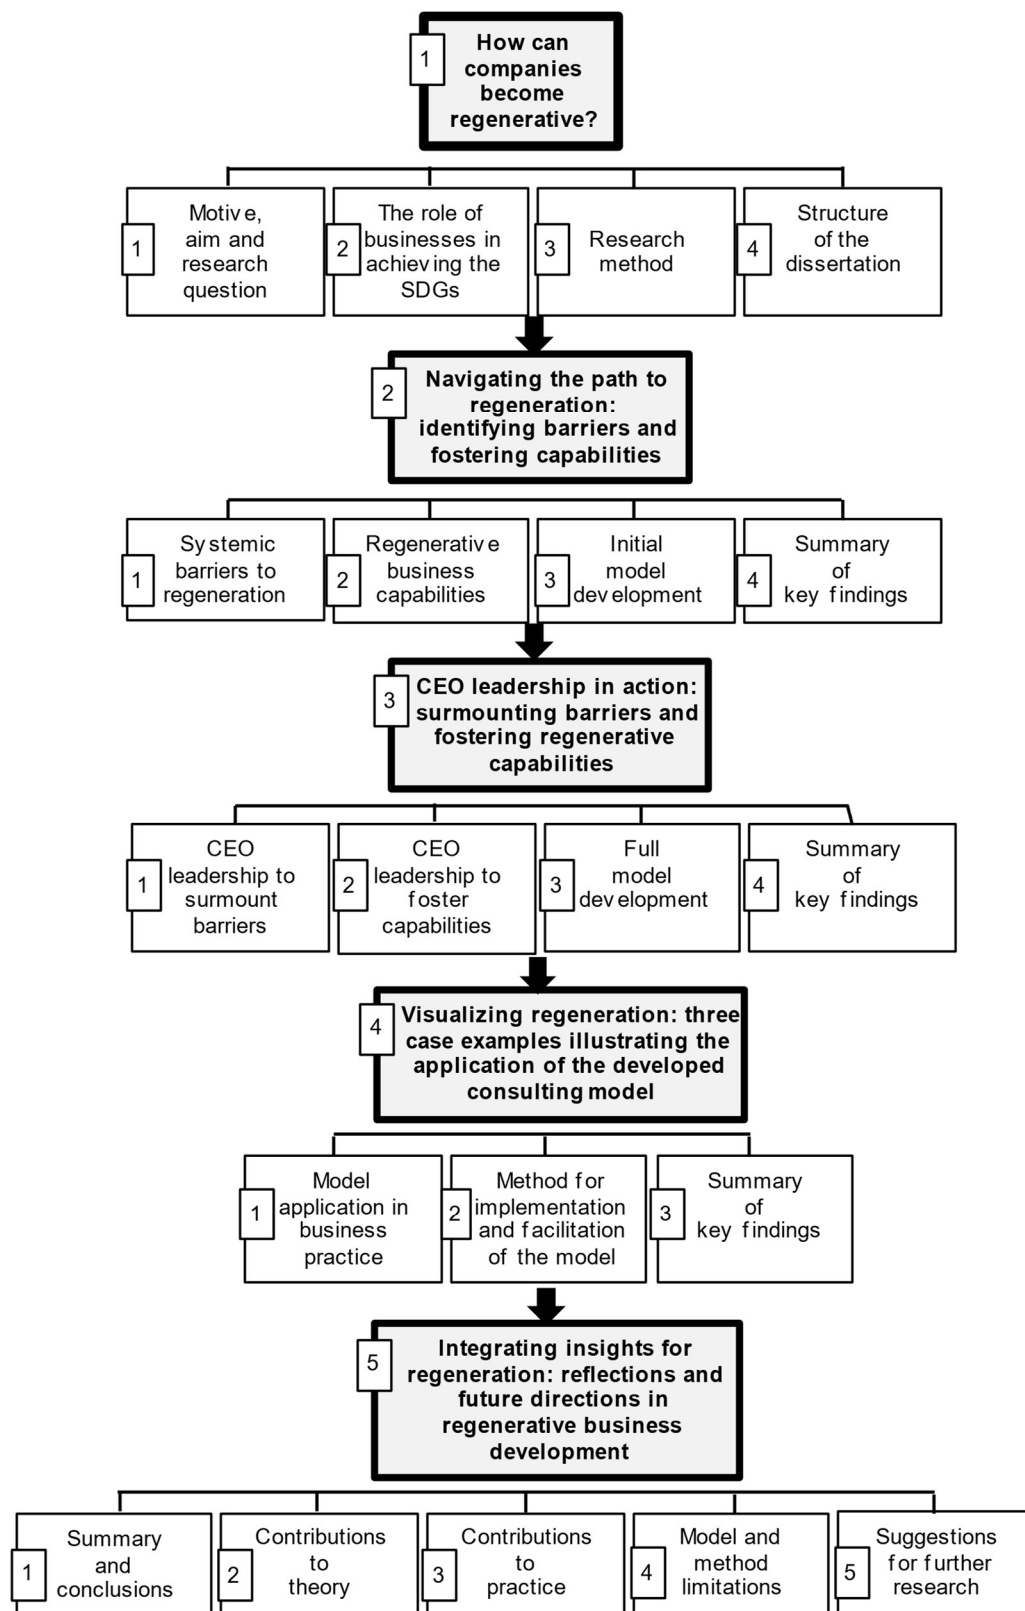 1
How can
companies
become
regenerative?
1
Motive,
aim and
research
question
2
The role of
businesses in
achieving the
SDGs
3
Research
method
4
Structure
of the
dissertation
2
Navigating the path to
regeneration:
identifying barriers and
fostering capabilities
1
Systemic
barriers to
regeneration
2
Regenerative
business
capabilities
3
Initial
model
development
4
Summary
of
key findings
3
CEO leadership in action:
surmounting barriers and
fostering regenerative
capabilities
1
CEO
leadership to
surmount
barriers
2
CEO
leadership to
foster
capabilities
3
Full
model
development
4
Summary
of
key findings
4
Visualizing regeneration: three
case examples illustrating the
application of the developed
consulting model
1
Model
application in
business
practice
2
Method for
implementation
and facilitation
of the model
3
Summary
of
key findings
5
Integrating insights for
regeneration: reflections and
future directions in
regenerative business
development
1
Summary
and
conclusions
2
Contributions
to
theory
3
Contributions
to
practice
4
Model and
method
limitations
5
Suggestions
for further
research